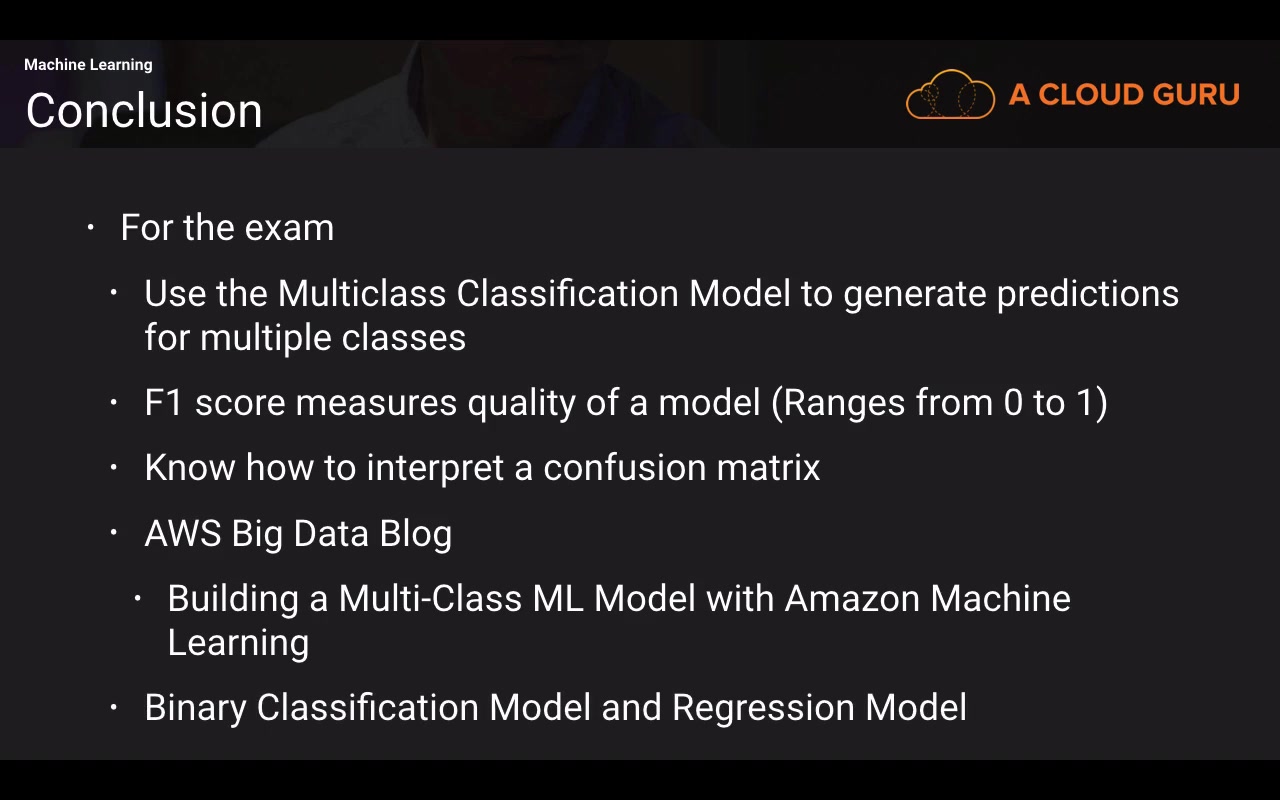 Machine Learning
Conclusion
A CLOUD GURU
· For the exam
· Use the Multiclass Classification Model to generate predictions
for multiple classes
· F1 score measures quality of a model (Ranges from 0 to 1)
· Know how to interpret a confusion matrix
· AWS Big Data Blog
· Building a Multi-Class ML Model with Amazon Machine
Learning
· Binary Classification Model and Regression Model